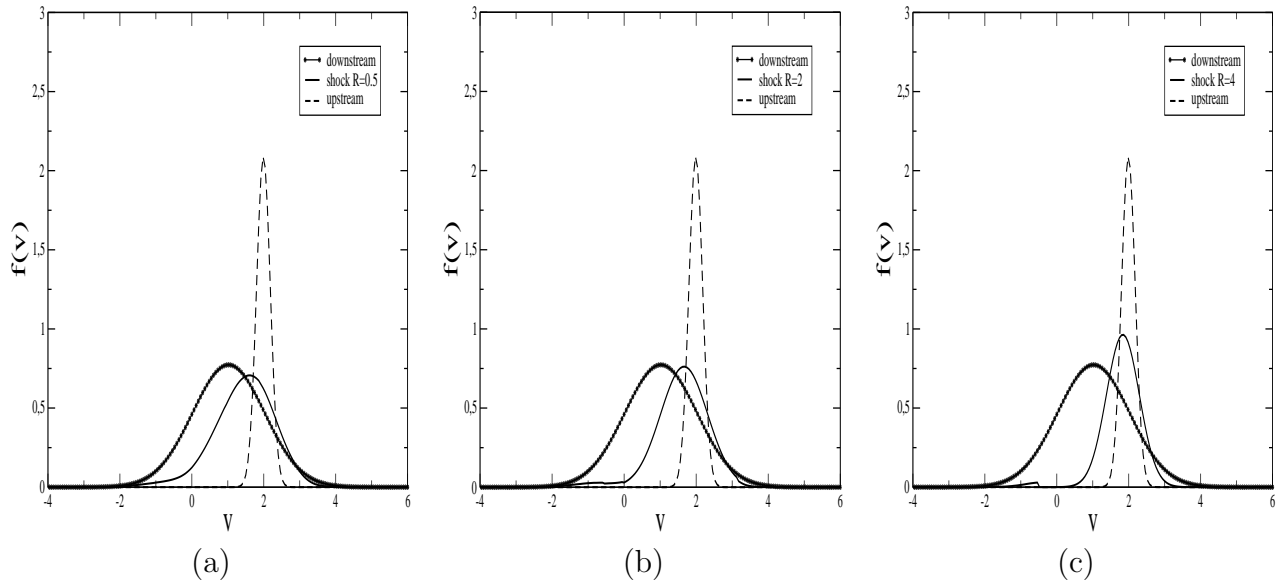 3
2,5
2
1,5
1
0,5
0
f(v)
downstream
shock R=0.5
upstream
-4 -2 0 2 4 6
V
(a)
3
2,5
2
1,5
1
0,5
0
f(v)
downstream
shock R=2
upstream
-4 -2 0 2 4 6
V
(b)
3
2,5
2
1,5
1
0,5
0
f(v)
downstream
shock R=4
upstream
-4 -2 0 2 4 6
V
(c)